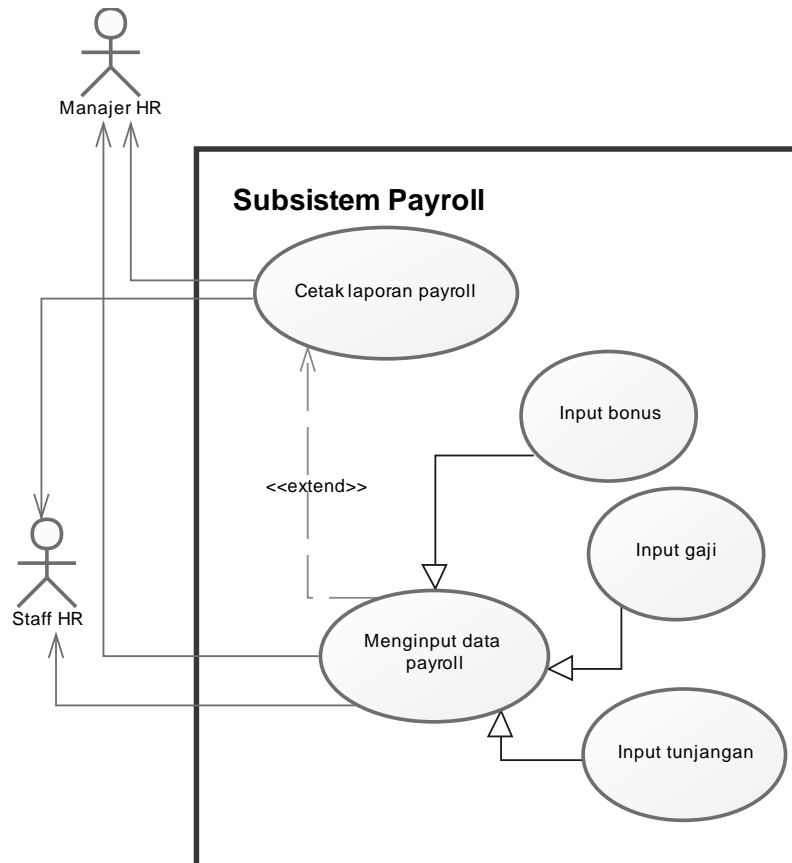 Manajer HR
Subsistem Payroll
Cetak laporan payroll
Input bonus
<<extend>>
Input gaji
Staff HR
Menginput data
payroll
Input tunjangan